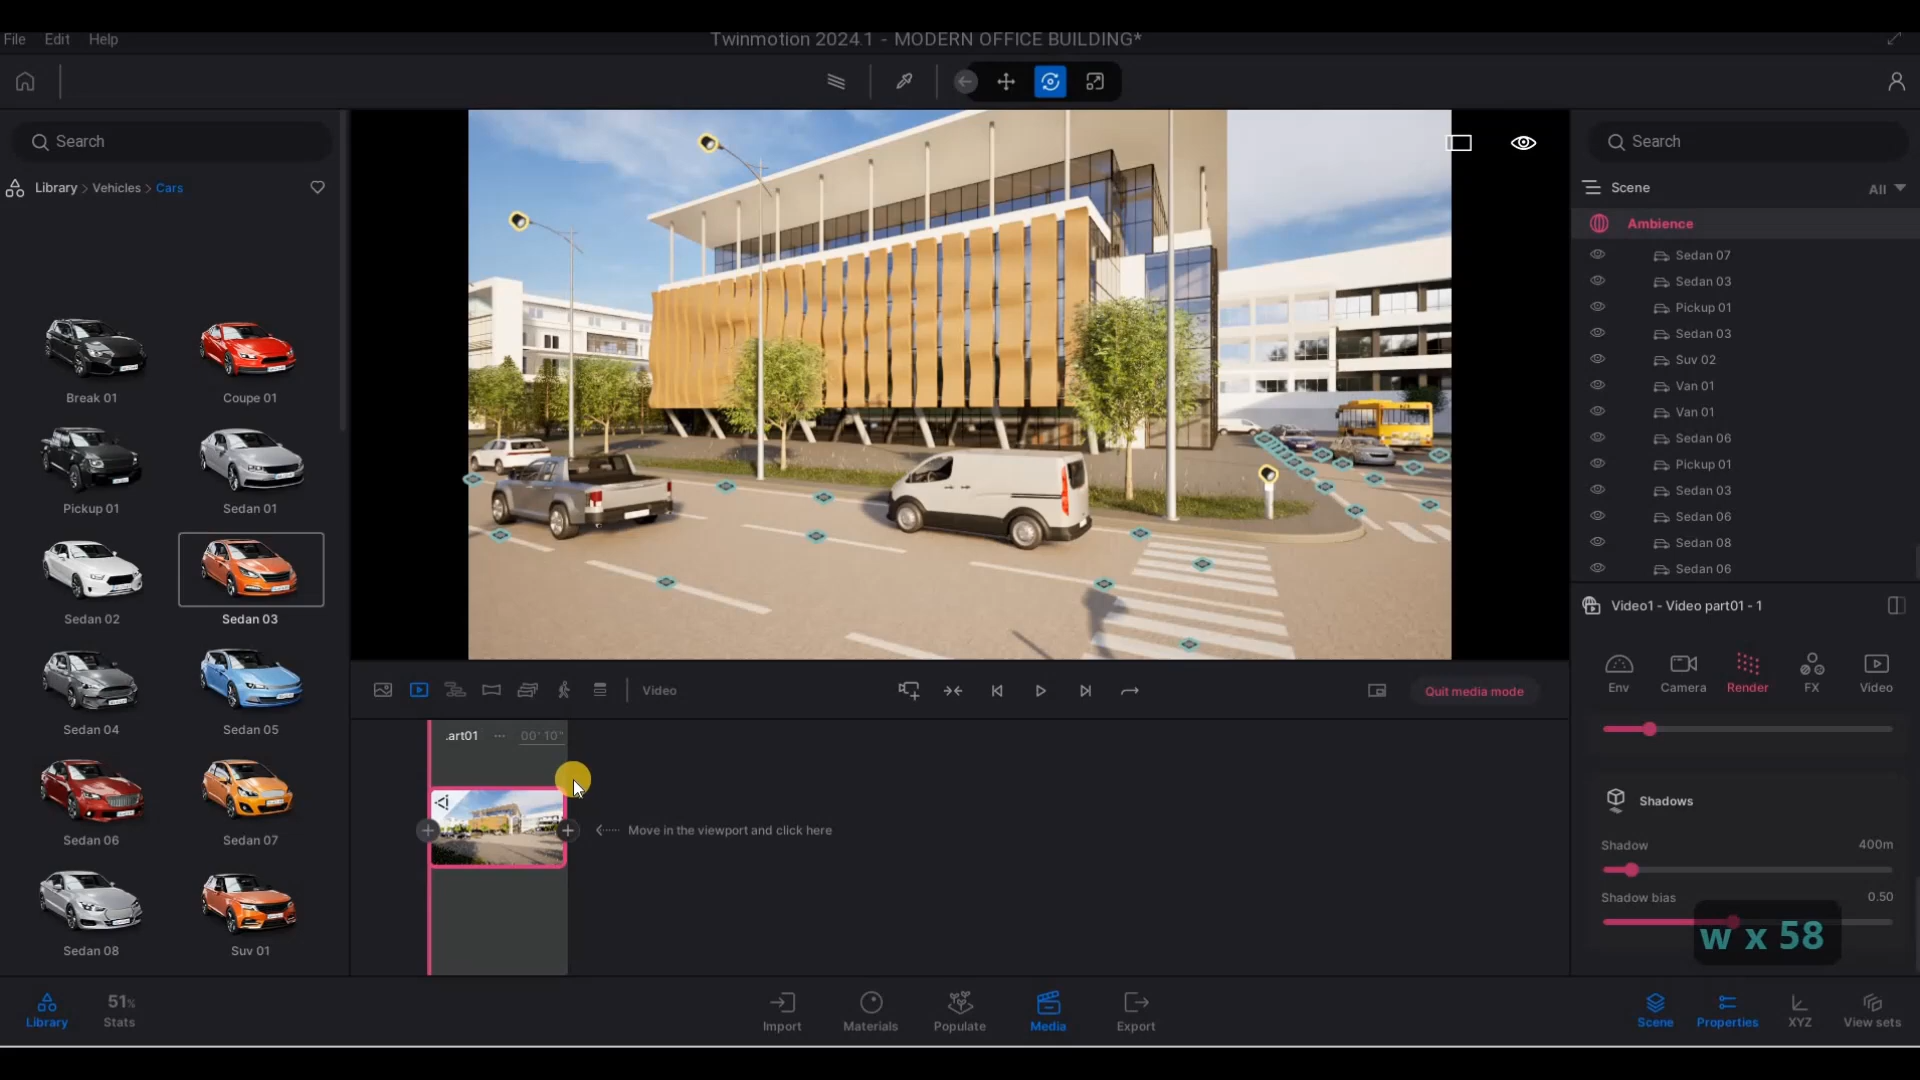 File Edit Help
Twinmotion 2024.1 - MODERN OFFICE BUILDING*
Search
Library > Vehicles > Cars
Break 01
Coupe 01
Pickup 01
Sedan 01
Sedan 02
Sedan 03
Sedan 04
Sedan 05
Sedan 06
Sedan 07
Sedan 08
Suv 01
Video
Quit media mode
.art01 ... 00'10"
Move in the viewport and click here
Search
Scene
All
Ambience
Sedan 07
Sedan 03
Pickup 01
Sedan 03
Suv 02
Van 01
Van 01
Sedan 06
Pickup 01
Sedan 03
Sedan 06
Sedan 08
Sedan 06
Video1 - Video part01 - 1
Env Camera Render FX Video
Shadows
Shadow 400m
Shadow bias 0.50
w x 58
Library
51% Stats
Import Materials Populate Media Export
Scene Properties XYZ View sets